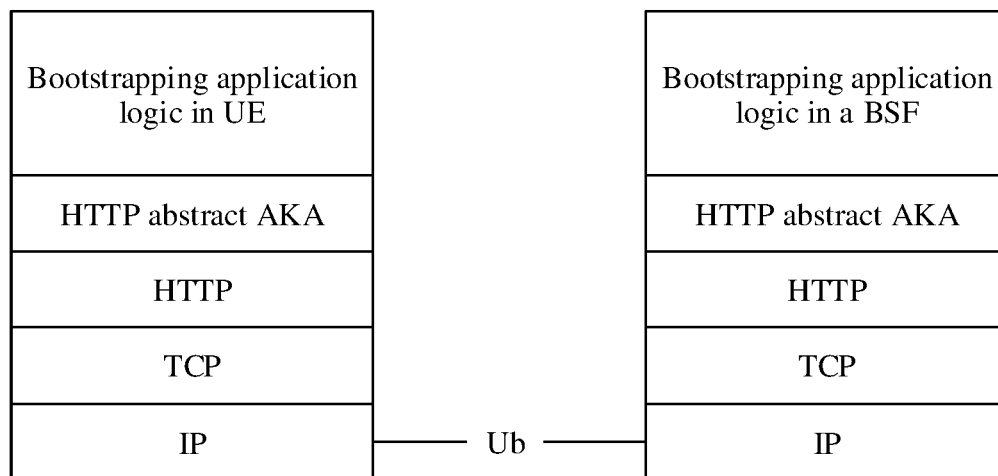 Bootstrapping application
logic in UE
HTTP abstract AKA
HTTP
TCP
IP
Ub
Bootstrapping application
logic in a BSF
HTTP abstract AKA
HTTP
TCP
IP